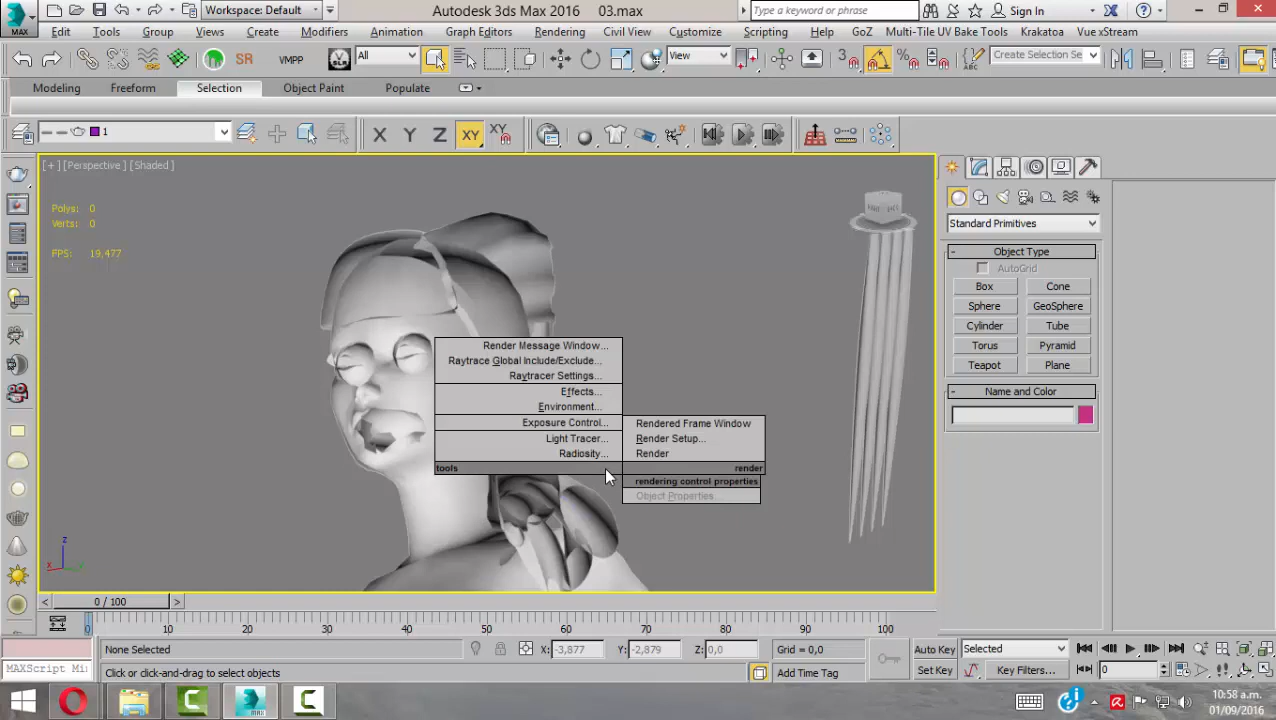 MAX
Workspace: Default
Autodesk 3ds Max 2016 03.max
Type a keyword or phrase
Sign In
Edit Tools Group Views Create Modifiers Animation Graph Editors Rendering Civil View Customize Scripting Help GoZ Multi-Tile UV Bake Tools Krakatoa Vue xStream
SR VMPP All View Create Selection Se
Modeling Freeform Selection Object Paint Populate
1 X Y Z XY XY
[+] [Perspective] [Shaded]
Polys: 0
Verts: 0
FPS: 19,477
Standard Primitives
- Object Type
AutoGrid
Box Cone
Sphere GeoSphere
Cylinder Tube
Torus Pyramid
Teapot Plane
- Name and Color
Render Message Window...
Raytrace Global Include/Exclude...
Raytracer Settings...
Effects...
Environment...
Exposure Control...
Light Tracer...
Radiosity...
tools
Rendered Frame Window
Render Setup...
Render
render
rendering control properties
Object Properties...
z
x
< 0 / 100 >
0 10 20 30 40 50 60 70 80 90 100
None Selected X: -3,877 Y: -2,879 Z: 0,0 Grid = 0,0 Auto Key Selected
MAXScript Mi Click or click-and-drag to select objects Add Time Tag Set Key Key Filters... 0
MAX
10:58 a.m.
01/09/2016